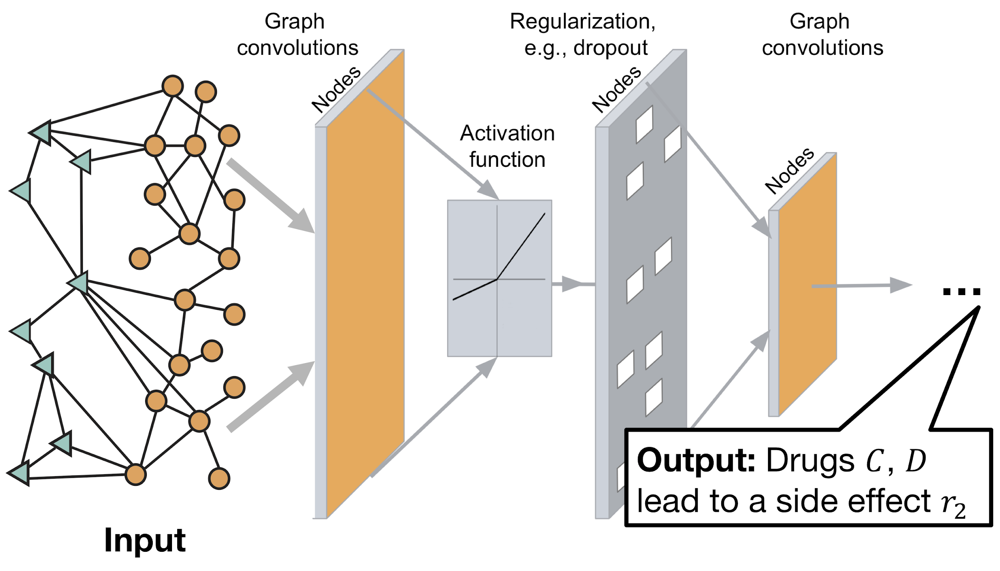 Graph
convolutions
Regularization,
e.g., dropout
Graph
convolutions
Nodes
Nodes
Activation
function
Nodes
...
Output: Drugs C, D
lead to a side effect r₂
Input